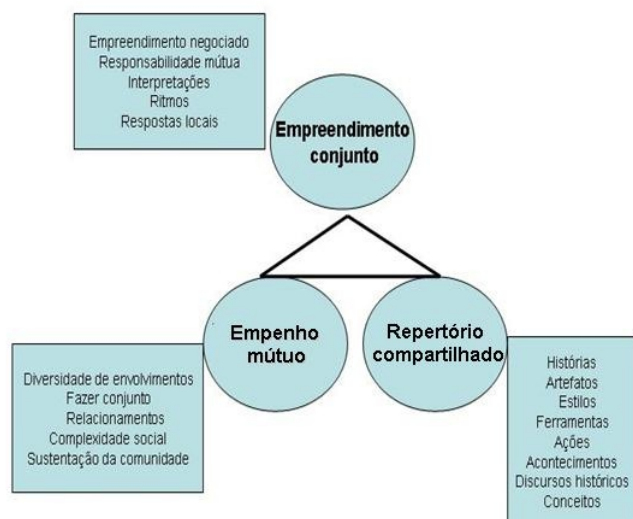 Empreendimento negociado
Responsabilidade mútua
Interpretações
Ritmos
Respostas locais
Empreendimento
conjunto
Empenho
mútuo
Repertório
compartilhado
Diversidade de envolvimentos
Fazer conjunto
Relacionamentos
Complexidade social
Sustentação da comunidade
Histórias
Artefatos
Estilos
Ferramentas
Ações
Acontecimentos
Discursos históricos
Conceitos